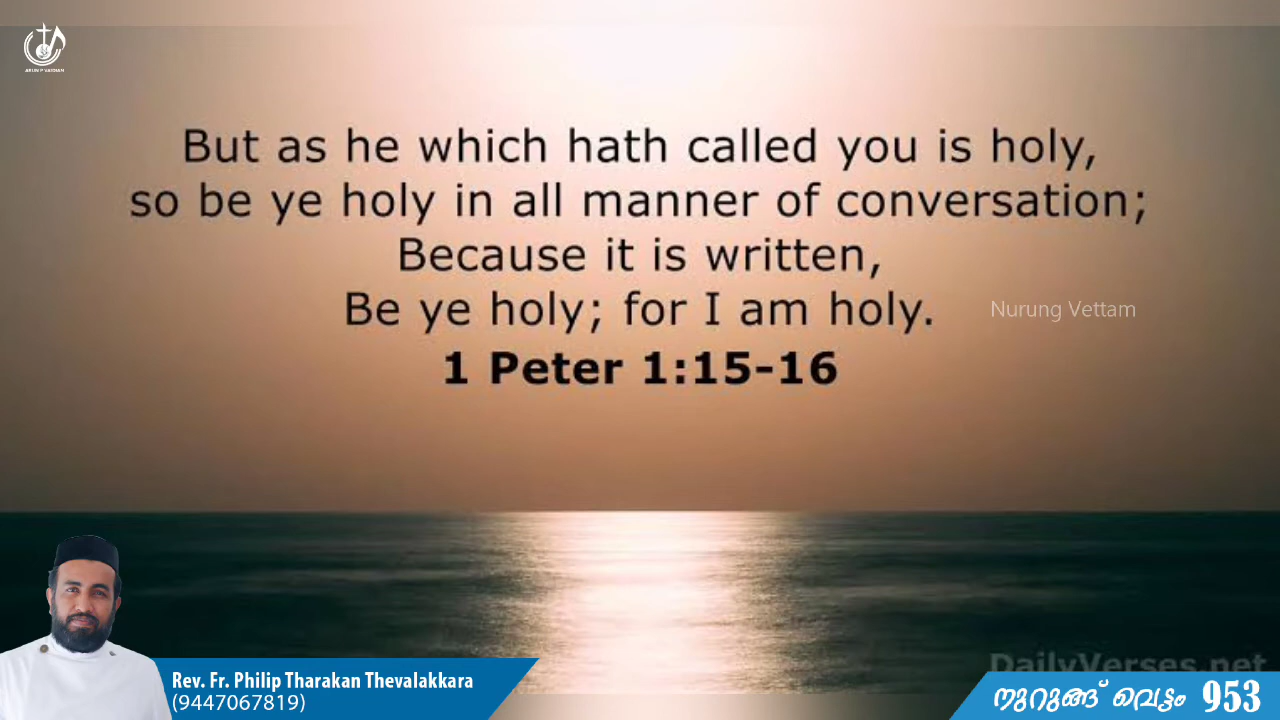 ARUN P VARGHAM
But as he which hath called you is holy,
so be ye holy in all manner of conversation;
Because it is written,
Be ye holy; for I am holy.
1 Peter 1:15-16
Nurung Vettam
DailyVerses.net
Rev. Fr. Philip Tharakan Thevalakkara
(9447067819)
നുറുങ്ങ് വെട്ടം 953